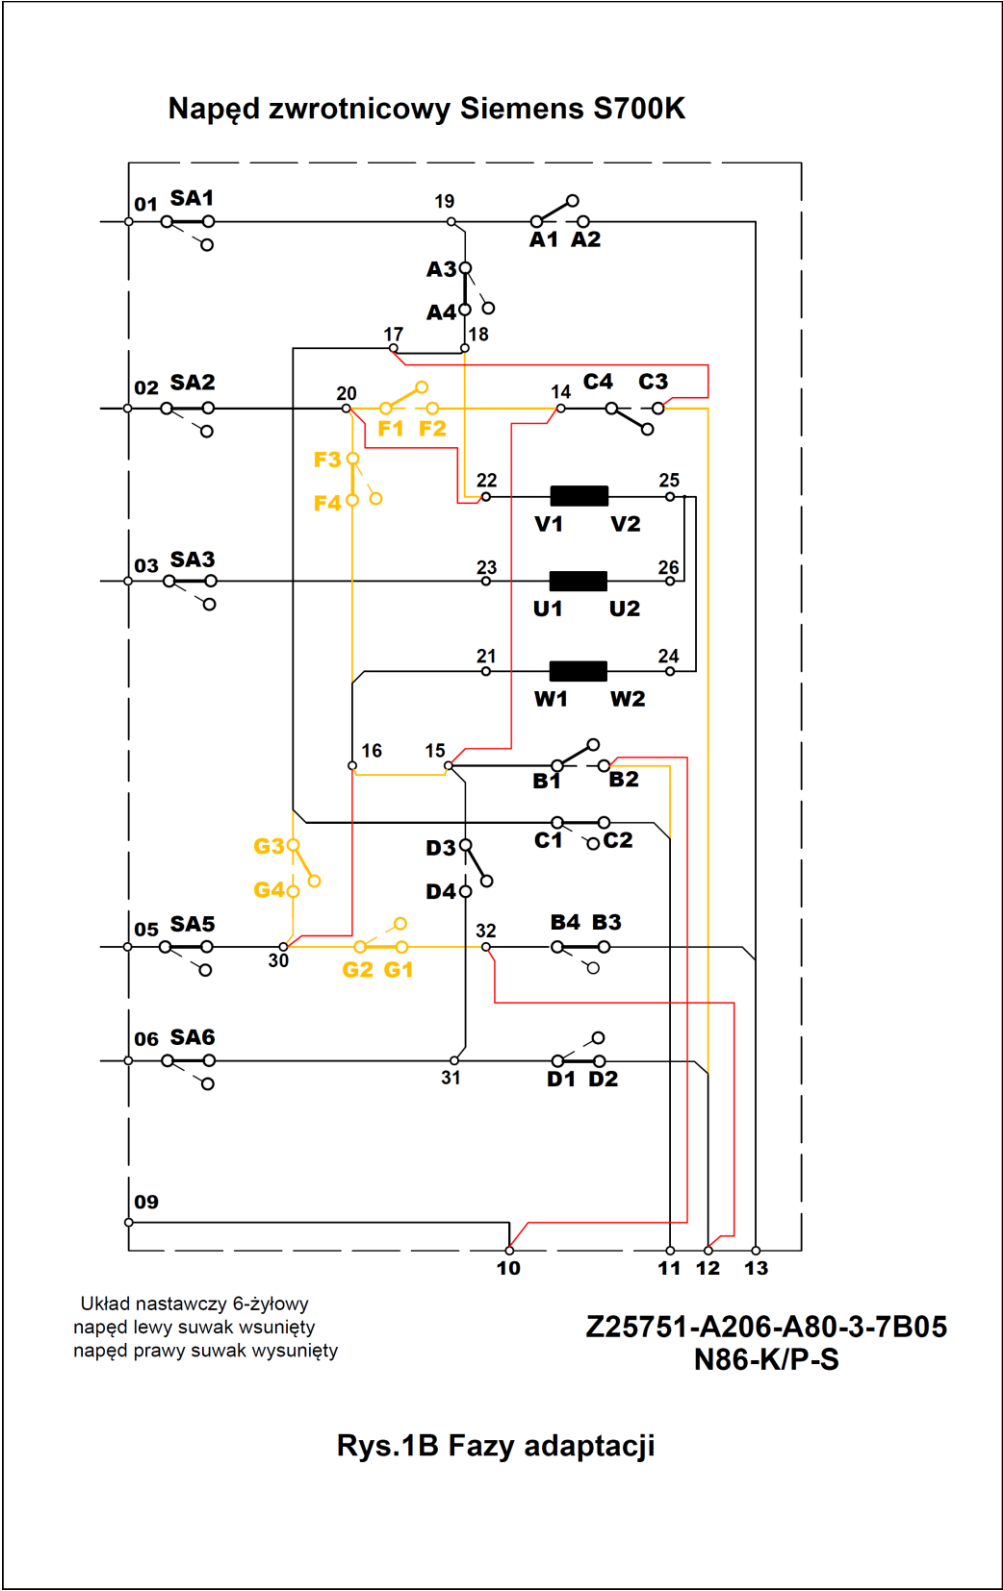 Napęd zwrotnicowy Siemens S700K
01 SA1 19
A1 A2
A3
A4
17 18
02 SA2 20 14 C4 C3
F1 F2
F3
F4
22 25
V1 V2
03 SA3 23 26
U1 U2
21 24
W1 W2
16 15
B1 B2
G3 D3 C1 C2
G4 D4
05 SA5 32 B4 B3
30 G2 G1
06 SA6
31 D1 D2
09
10 11 12 13
Układ nastawczy 6-żyłowy
napęd lewy suwak wsunięty
napęd prawy suwak wysunięty
Z25751-A206-A80-3-7B05
N86-K/P-S
Rys.1B Fazy adaptacji